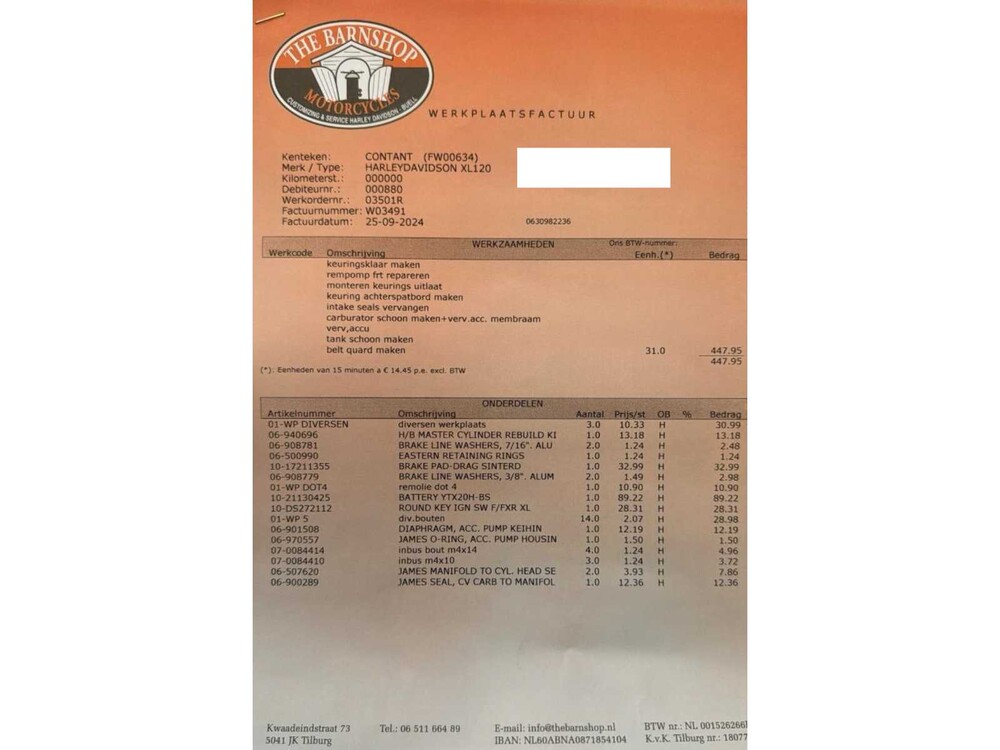 THE BARNSHOP
MOTORCYCLES
CUSTOMIZING & SERVICE HARLEY DAVIDSON - BUELL
WERKPLAATSFACTUUR
Kenteken: CONTANT (FW00634)
Merk / Type: HARLEYDAVIDSON XL120
Kilometerst.: 000000
Debiteurnr.: 000880
Werkordernr.: 03501R
Factuurnummer: W03491
Factuurdatum: 25-09-2024
0630982236
WERKZAAMHEDEN Ons BTW-nummer:
Werkcode Omschrijving Eenh.(*) Bedrag
keuringsklaar maken
rempomp frt repareren
monteren keurings uitlaat
keuring achterspatbord maken
intake seals vervangen
carburator schoon maken+verv.acc. membraam
verv,accu
tank schoon maken
belt quard maken 31.0 447.95
447.95
(*): Eenheden van 15 minuten a € 14.45 p.e. excl. BTW
ONDERDELEN
Artikelnummer Omschrijving Aantal Prijs/st OB % Bedrag
01-WP DIVERSEN diversen werkplaats 3.0 10.33 H 30.99
06-940696 H/B MASTER CYLINDER REBUILD KI 1.0 13.18 H 13.18
06-908781 BRAKE LINE WASHERS, 7/16". ALU 2.0 1.24 H 2.48
06-500990 EASTERN RETAINING RINGS 1.0 1.24 H 1.24
10-17211355 BRAKE PAD-DRAG SINTERD 1.0 32.99 H 32.99
06-908779 BRAKE LINE WASHERS, 3/8". ALUM 2.0 1.49 H 2.98
01-WP DOT4 remolie dot 4 1.0 10.90 H 10.90
10-21130425 BATTERY YTX20H-BS 1.0 89.22 H 89.22
10-DS272112 ROUND KEY IGN SW F/FXR XL 1.0 28.31 H 28.31
01-WP 5 div.bouten 14.0 2.07 H 28.98
06-901508 DIAPHRAGM, ACC. PUMP KEIHIN 1.0 12.19 H 12.19
06-970557 JAMES O-RING, ACC. PUMP HOUSIN 1.0 1.50 H 1.50
07-0084414 inbus bout m4x14 4.0 1.24 H 4.96
07-0084410 inbus m4x10 3.0 1.24 H 3.72
06-507620 JAMES MANIFOLD TO CYL. HEAD SE 2.0 3.93 H 7.86
06-900289 JAMES SEAL, CV CARB TO MANIFOL 1.0 12.36 H 12.36
Kwaadeindstraat 73 Tel.: 06 511 664 89 E-mail: info@thebarnshop.nl BTW nr.: NL 001526266
5041 JK Tilburg IBAN: NL60ABNA0871854104 K.v.K. Tilburg nr.: 18077